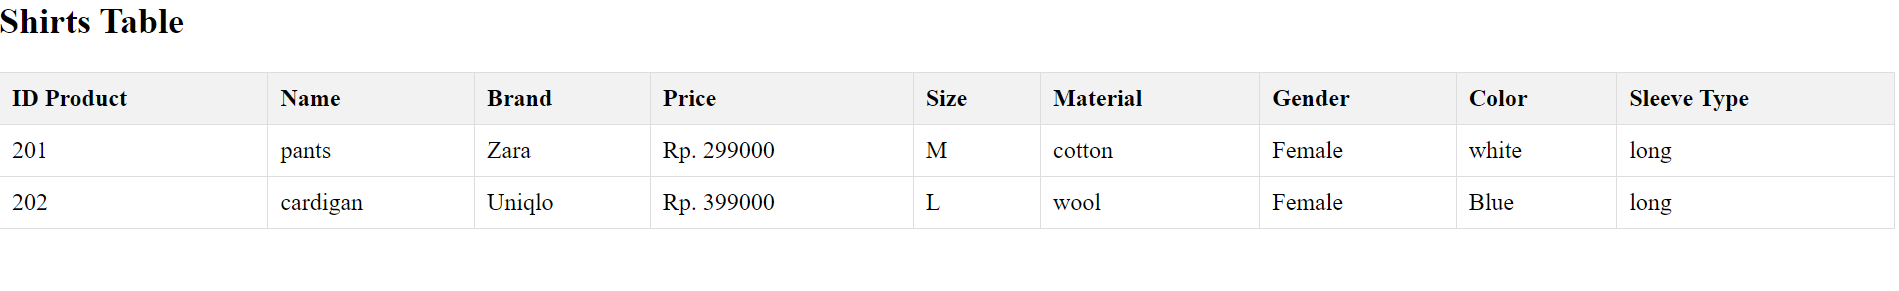 Shirts Table
ID Product Name Brand Price Size Material Gender Color Sleeve Type
201 pants Zara Rp. 299000 M cotton Female white long
202 cardigan Uniqlo Rp. 399000 L wool Female Blue long